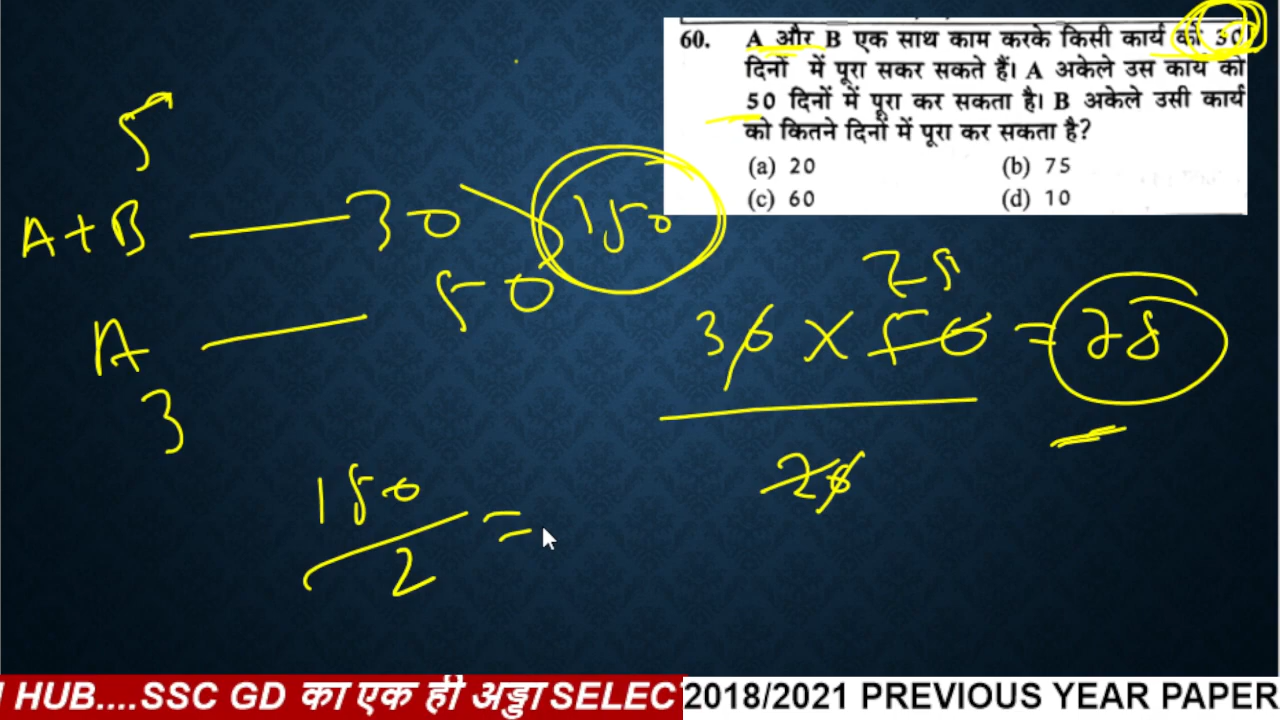 60. A और B एक साथ काम करके किसी कार्य को 30
दिनों में पूरा सकर सकते हैं। A अकेले उस कार्य को
50 दिनों में पूरा कर सकता है। B अकेले उसी कार्य
को कितने दिनों में पूरा कर सकता है?
(a) 20 (b) 75
(c) 60 (d) 10
5
A+B — 30
150
A — 50
3
25
30 × 50 = 75
20
150
2 =
HUB....SSC GD का एक ही अड्डा SELEC
2018/2021 PREVIOUS YEAR PAPER